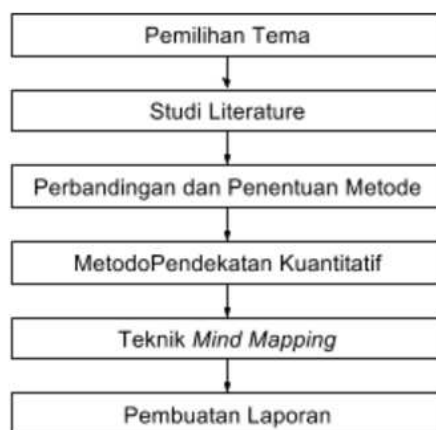 Pemilihan Tema
Studi Literature
Perbandingan dan Penentuan Metode
MetodoPendekatan Kuantitatif
Teknik Mind Mapping
Pembuatan Laporan